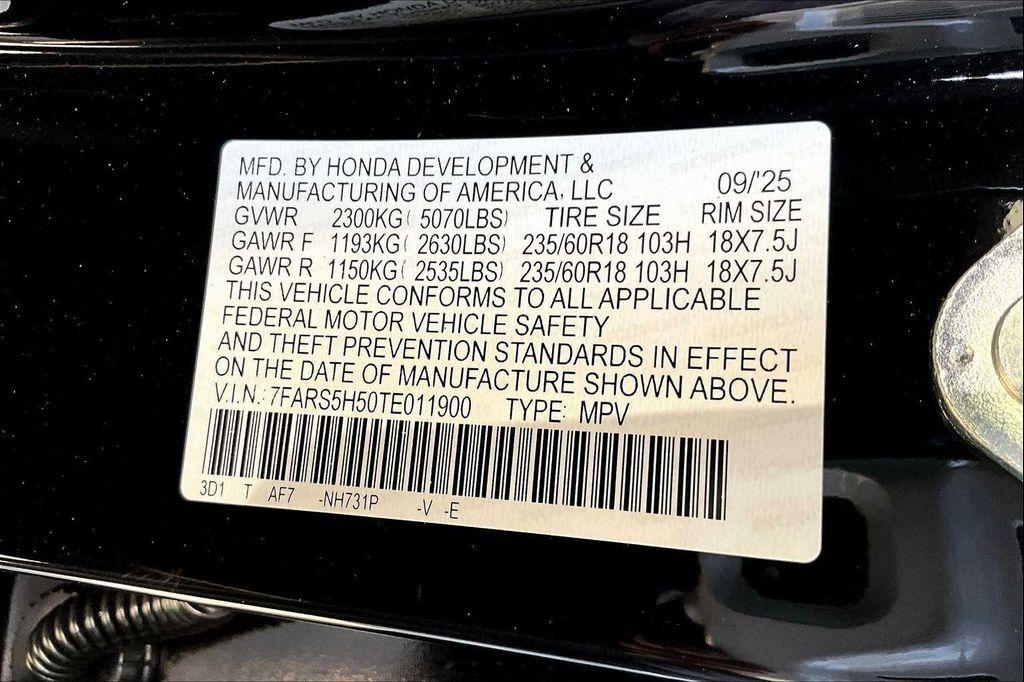 MFD. BY HONDA DEVELOPMENT &
MANUFACTURING OF AMERICA, LLC 09/'25
GVWR 2300KG( 5070LBS) TIRE SIZE RIM SIZE
GAWR F 1193KG( 2630LBS) 235/60R18 103H 18X7.5J
GAWR R 1150KG( 2535LBS) 235/60R18 103H 18X7.5J
THIS VEHICLE CONFORMS TO ALL APPLICABLE
FEDERAL MOTOR VEHICLE SAFETY
AND THEFT PREVENTION STANDARDS IN EFFECT
ON THE DATE OF MANUFACTURE SHOWN ABOVE.
V.I.N.: 7FARS5H50TE011900 TYPE: MPV
3D1 T AF7 -NH731P -V -E